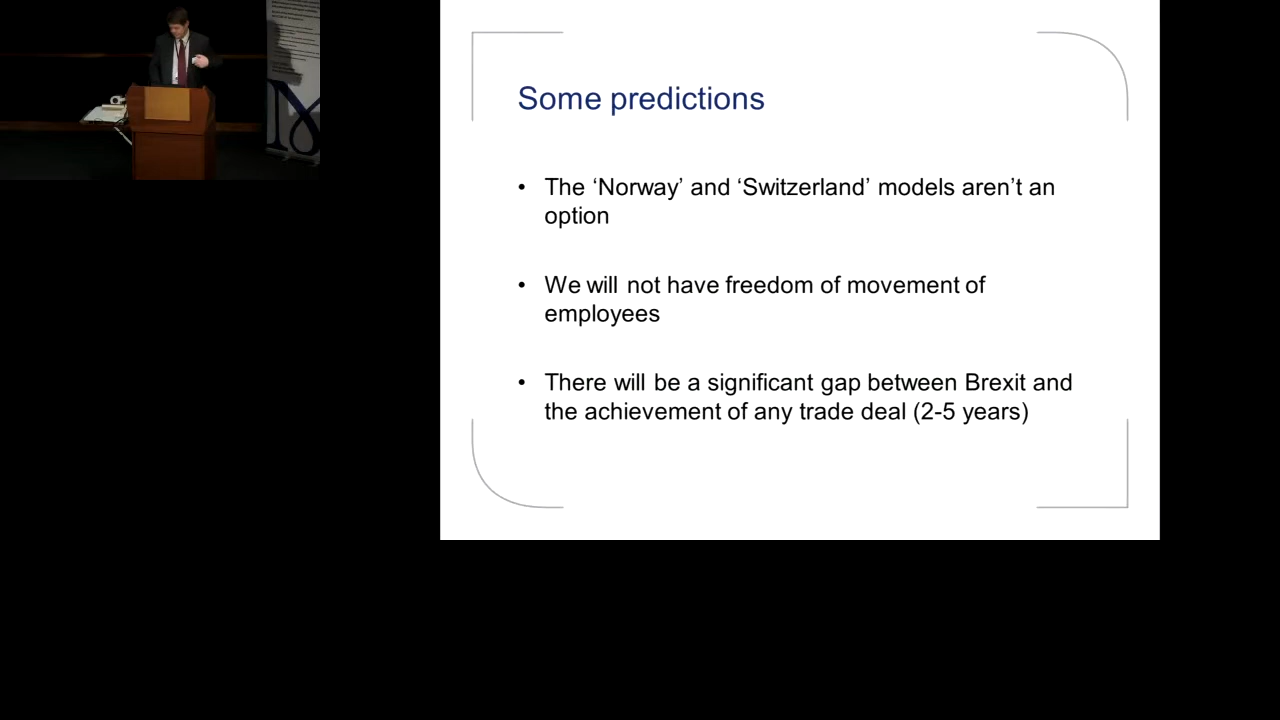 Some predictions
• The ‘Norway’ and ‘Switzerland’ models aren’t an
option
• We will not have freedom of movement of
employees
• There will be a significant gap between Brexit and
the achievement of any trade deal (2-5 years)